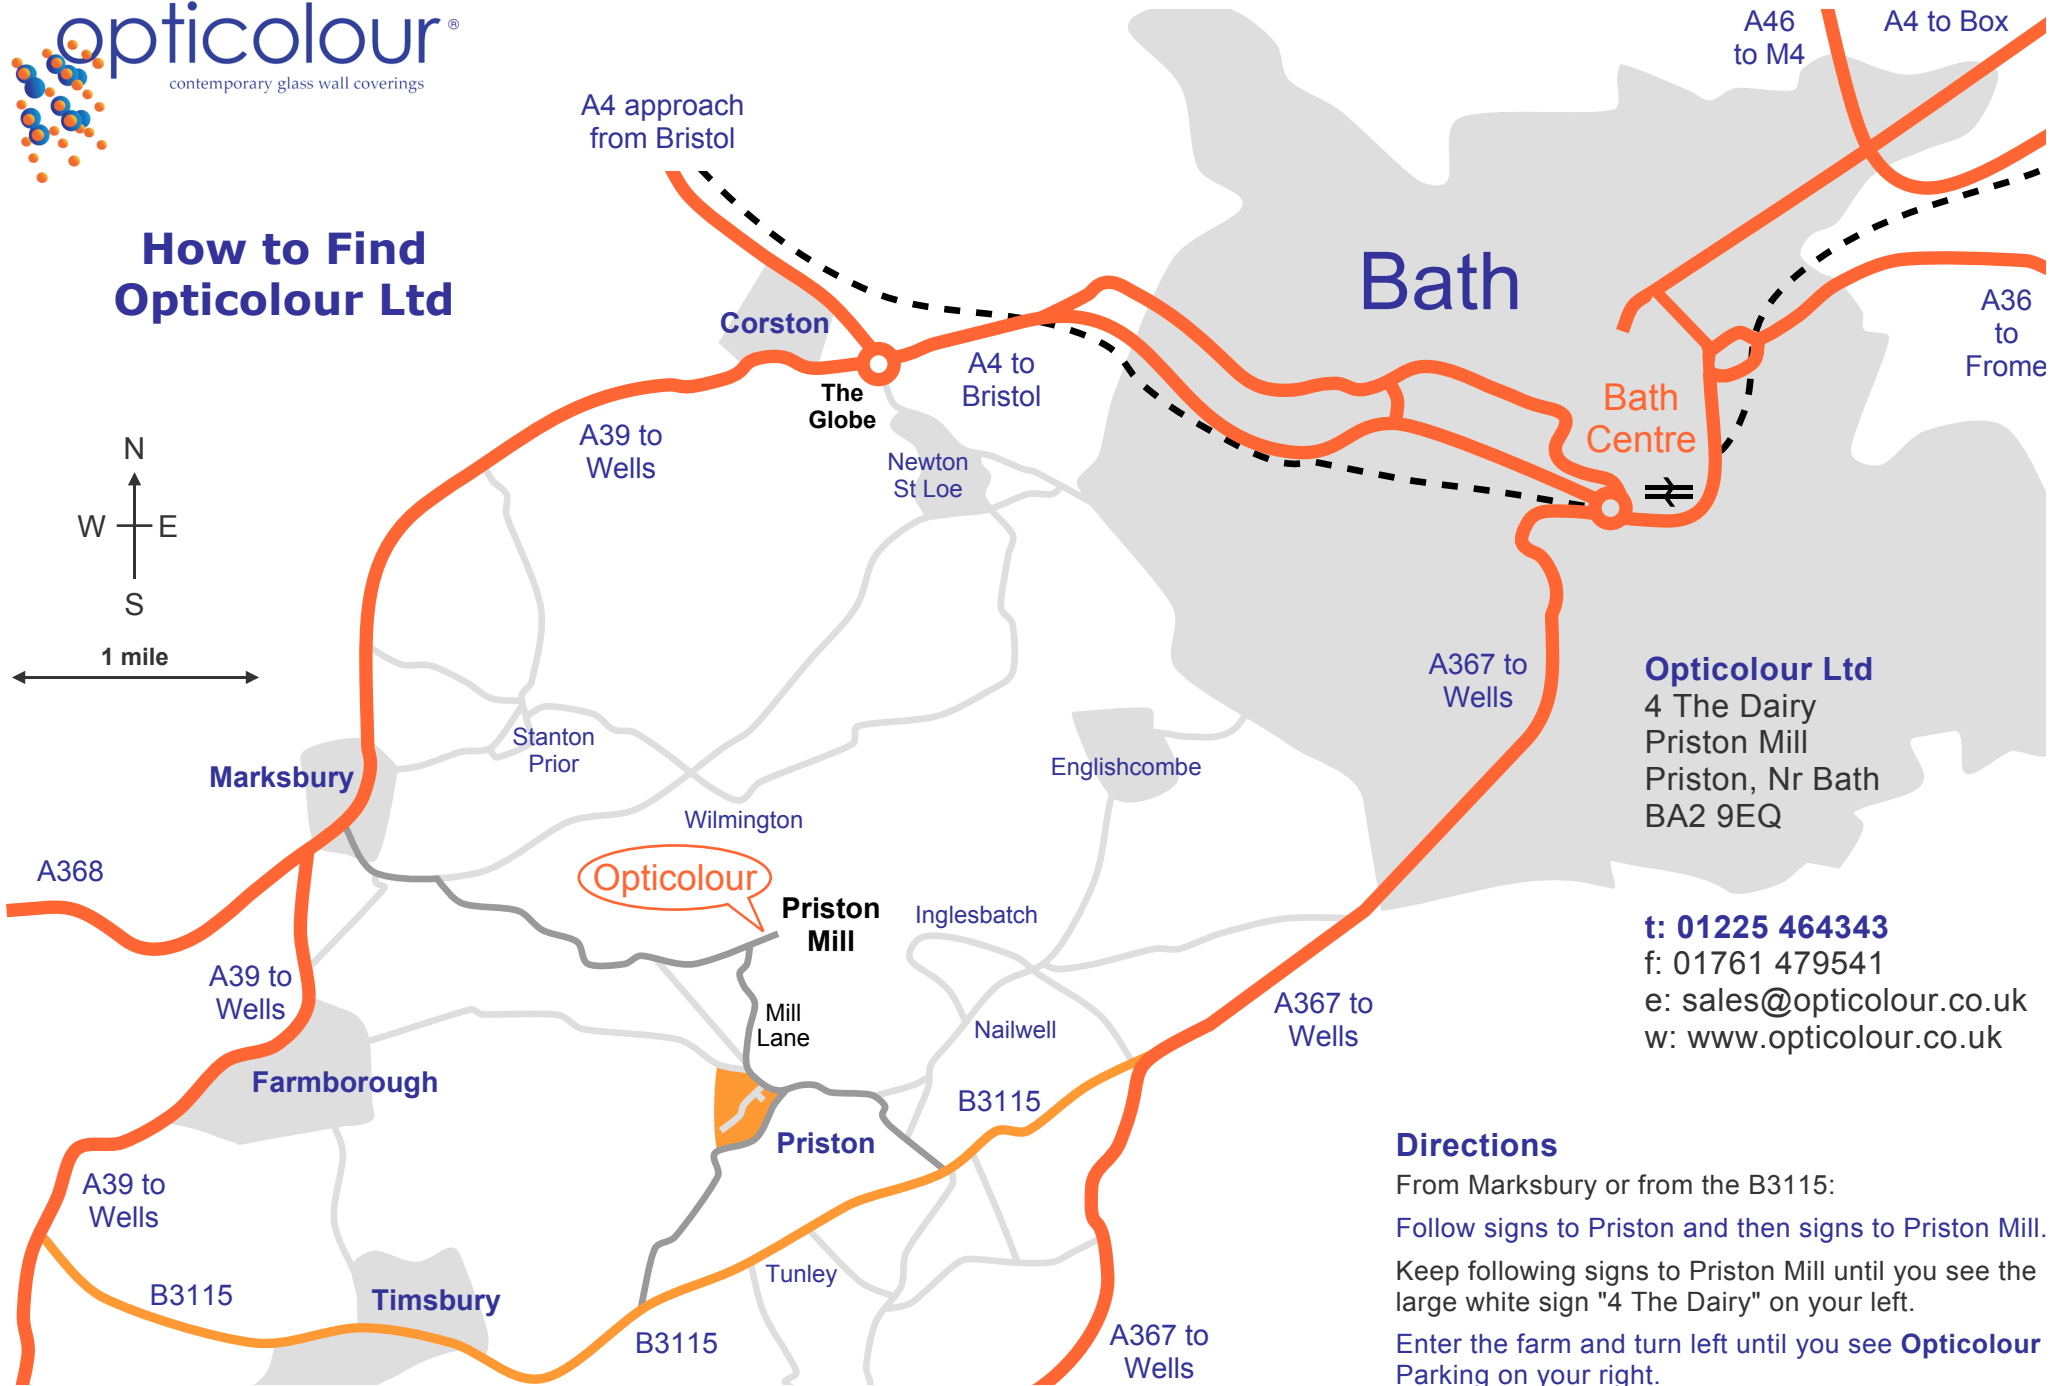 opticolour®
contemporary glass wall coverings
How to Find
Opticolour Ltd
N
W
E
S
1 mile
A4 approach
from Bristol
A46
to M4
A4 to Box
Bath
A36
to
Frome
Corston
The
Globe
A4 to
Bristol
A39 to
Wells
Newton
St Loe
Bath
Centre
A367 to
Wells
Stanton
Prior
Marksbury
Englishcombe
Wilmington
A368
Opticolour
Priston
Mill
Inglesbatch
A39 to
Wells
Mill
Lane
Nailwell
A367 to
Wells
Farmborough
B3115
Priston
A39 to
Wells
Tunley
B3115
Timsbury
B3115
A367 to
Wells
Opticolour Ltd
4 The Dairy
Priston Mill
Priston, Nr Bath
BA2 9EQ
t: 01225 464343
f: 01761 479541
e: sales@opticolour.co.uk
w: www.opticolour.co.uk
Directions
From Marksbury or from the B3115:
Follow signs to Priston and then signs to Priston Mill.
Keep following signs to Priston Mill until you see the
large white sign "4 The Dairy" on your left.
Enter the farm and turn left until you see Opticolour
Parking on your right.